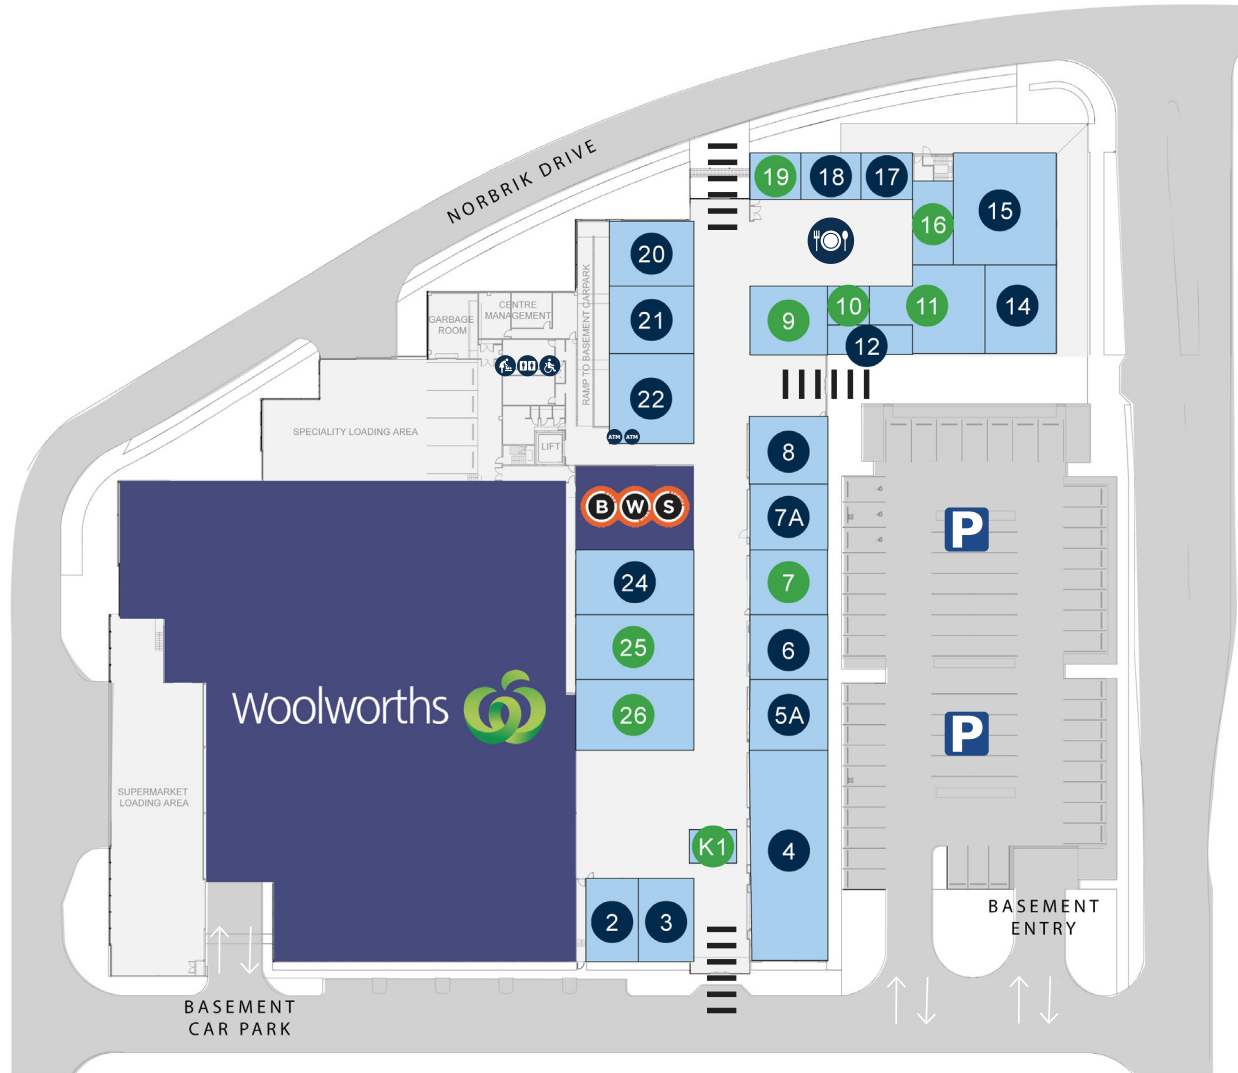 NORBRIK DRIVE
19
18
17
16
15
20
21
22
9
10
11
12
14
CENTRE
MANAGEMENT
GARBAGE
ROOM
RAMP TO BASEMENT CARPARK
SPECIALITY LOADING AREA
LIFT
ATM
ATM
BWS
8
7A
7
6
5A
4
24
25
26
P
P
Woolworths
SUPERMARKET
LOADING AREA
K1
2
3
BASEMENT
ENTRY
BASEMENT
CAR PARK